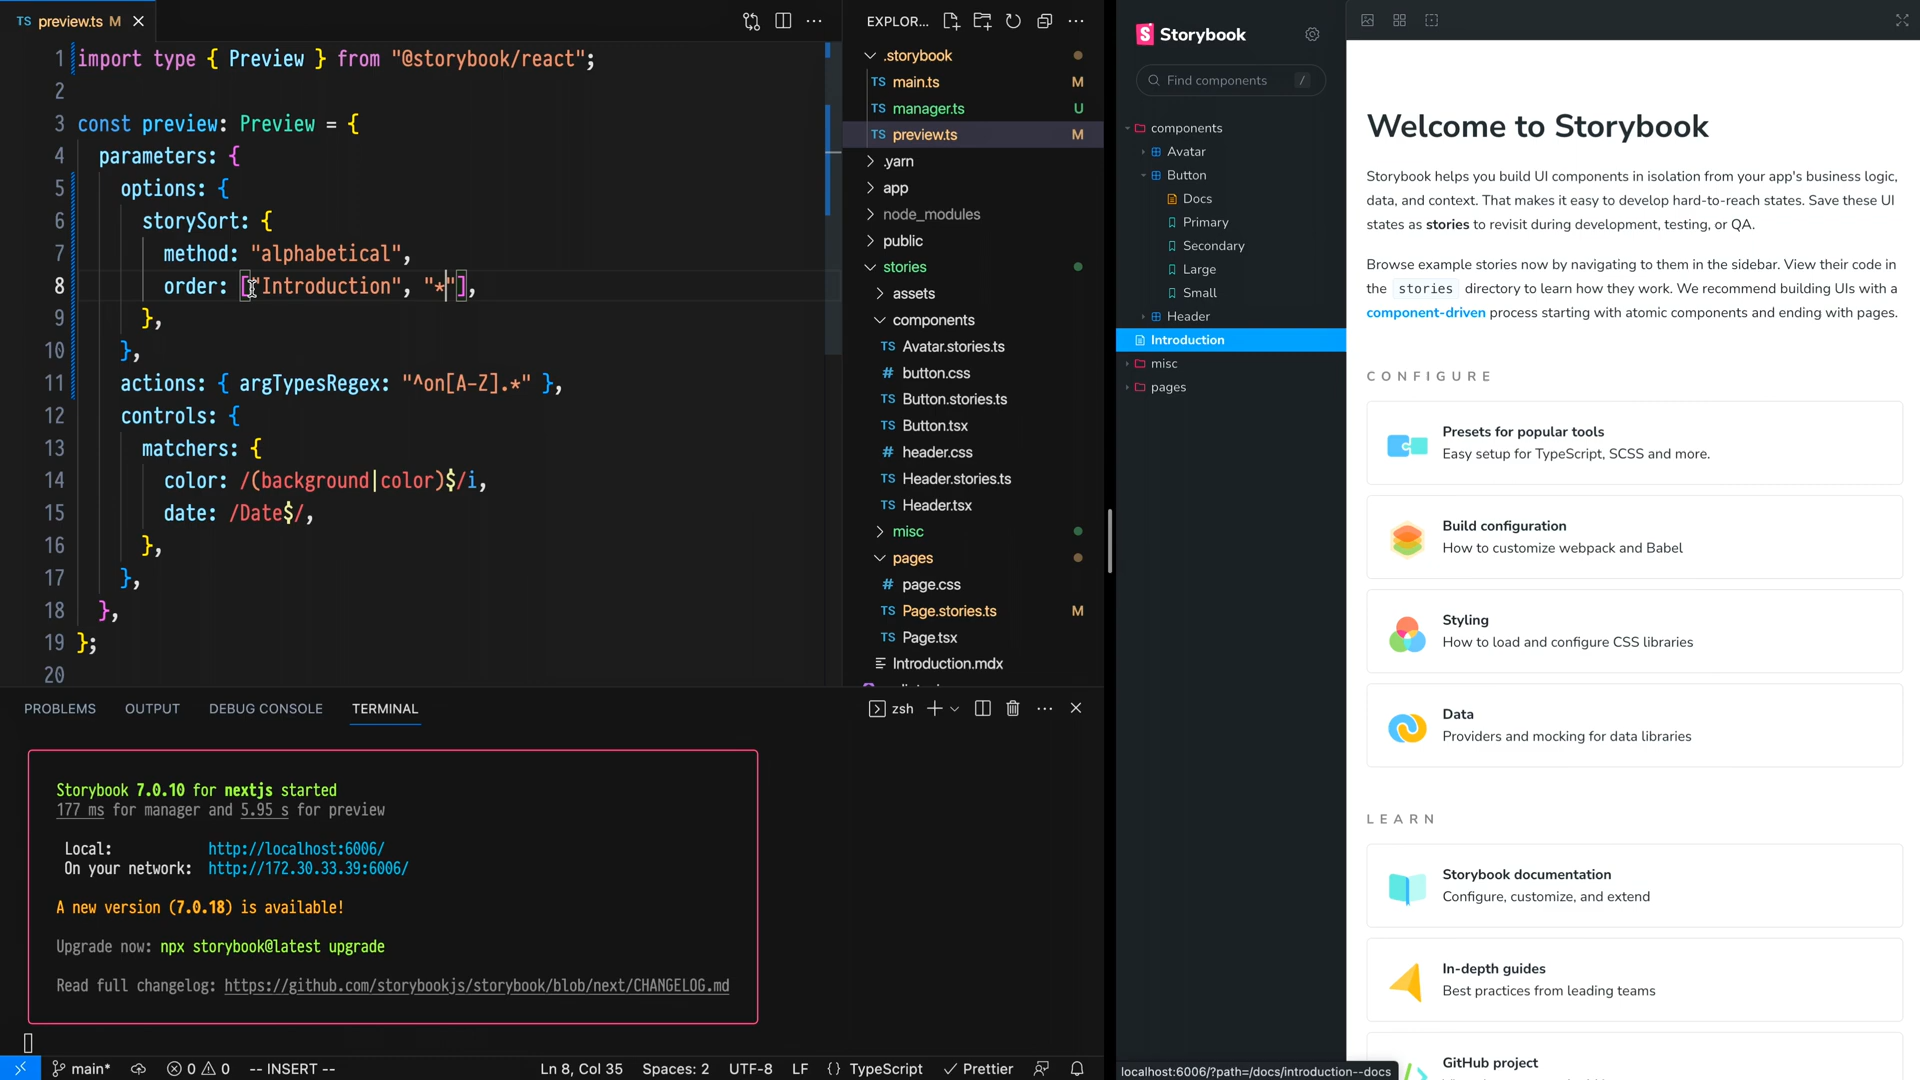 TS preview.ts M
1 import type { Preview } from "@storybook/react";
2
3 const preview: Preview = {
4 parameters: {
5 options: {
6 storySort: {
7 method: "alphabetical",
8 order: ["Introduction", "*"],
9 },
10 },
11 actions: { argTypesRegex: "^on[A-Z].*" },
12 controls: {
13 matchers: {
14 color: /(background|color)$/i,
15 date: /Date$/,
16 },
17 },
18 },
19 };
20
PROBLEMS OUTPUT DEBUG CONSOLE TERMINAL
zsh
Storybook 7.0.10 for nextjs started
177 ms for manager and 5.95 s for preview
Local: http://localhost:6006/
On your network: http://172.30.33.39:6006/
A new version (7.0.18) is available!
Upgrade now: npx storybook@latest upgrade
Read full changelog: https://github.com/storybookjs/storybook/blob/next/CHANGELOG.md
main* 0 0 -- INSERT --
Ln 8, Col 35 Spaces: 2 UTF-8 LF {} TypeScript Prettier
EXPLOR...
.storybook
TS main.ts M
TS manager.ts U
TS preview.ts M
.yarn
app
node_modules
public
stories
assets
components
TS Avatar.stories.ts
# button.css
TS Button.stories.ts
TS Button.tsx
# header.css
TS Header.stories.ts
TS Header.tsx
misc
pages
# page.css
TS Page.stories.ts M
TS Page.tsx
Introduction.mdx
S Storybook
Find components /
components
Avatar
Button
Docs
Primary
Secondary
Large
Small
Header
Introduction
misc
pages
localhost:6006/?path=/docs/introduction--docs
Welcome to Storybook
Storybook helps you build UI components in isolation from your app's business logic,
data, and context. That makes it easy to develop hard-to-reach states. Save these UI
states as stories to revisit during development, testing, or QA.
Browse example stories now by navigating to them in the sidebar. View their code in
the stories directory to learn how they work. We recommend building UIs with a
component-driven process starting with atomic components and ending with pages.
CONFIGURE
Presets for popular tools
Easy setup for TypeScript, SCSS and more.
Build configuration
How to customize webpack and Babel
Styling
How to load and configure CSS libraries
Data
Providers and mocking for data libraries
LEARN
Storybook documentation
Configure, customize, and extend
In-depth guides
Best practices from leading teams
GitHub project